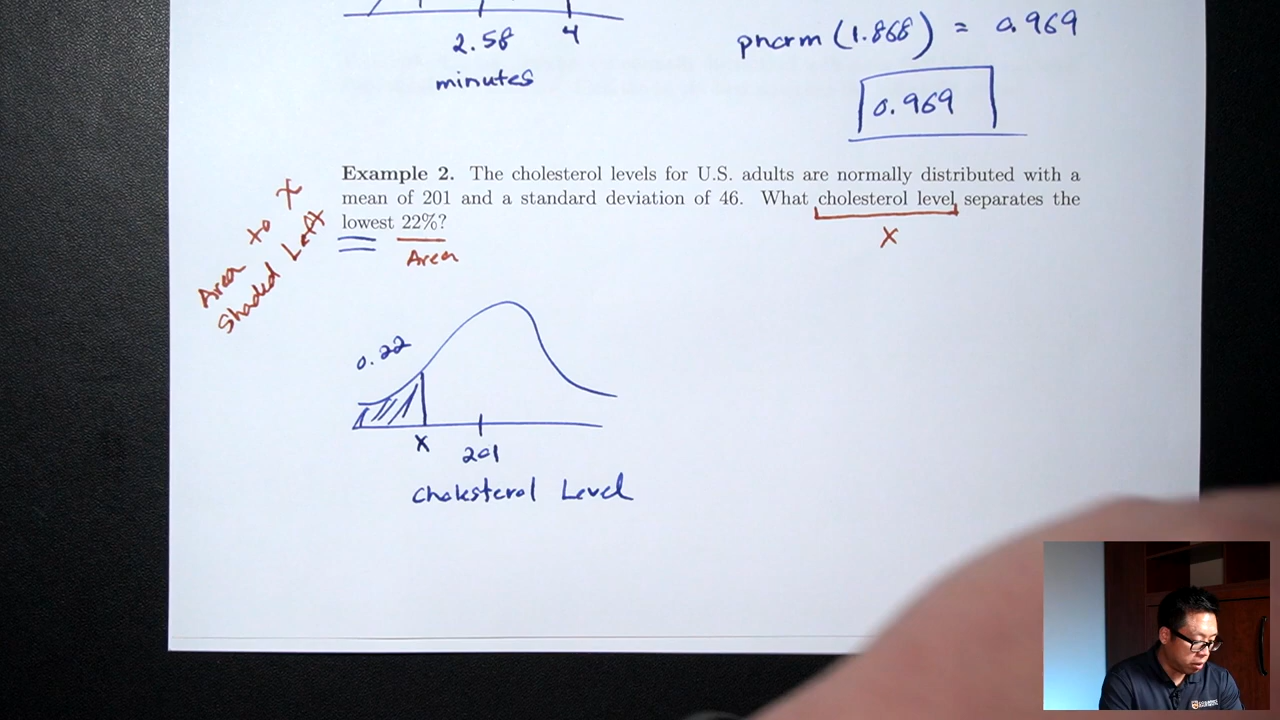 2.58 4
minutes
pnorm (1.868) = 0.969
0.969
Example 2. The cholesterol levels for U.S. adults are normally distributed with a
mean of 201 and a standard deviation of 46. What cholesterol level separates the
lowest 22%?
x
Area
Area to x
Shaded Left
0.22
x
201
Cholesterol Level